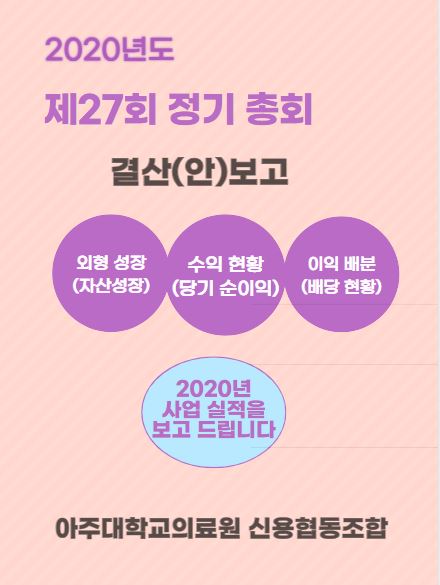 2020년도
제27회 정기 총회
결산(안)보고
외형 성장
(자산성장)
수익 현황
(당기 순이익)
이익 배분
(배당 현황)
2020년
사업 실적을
보고 드립니다
아주대학교의료원 신용협동조합